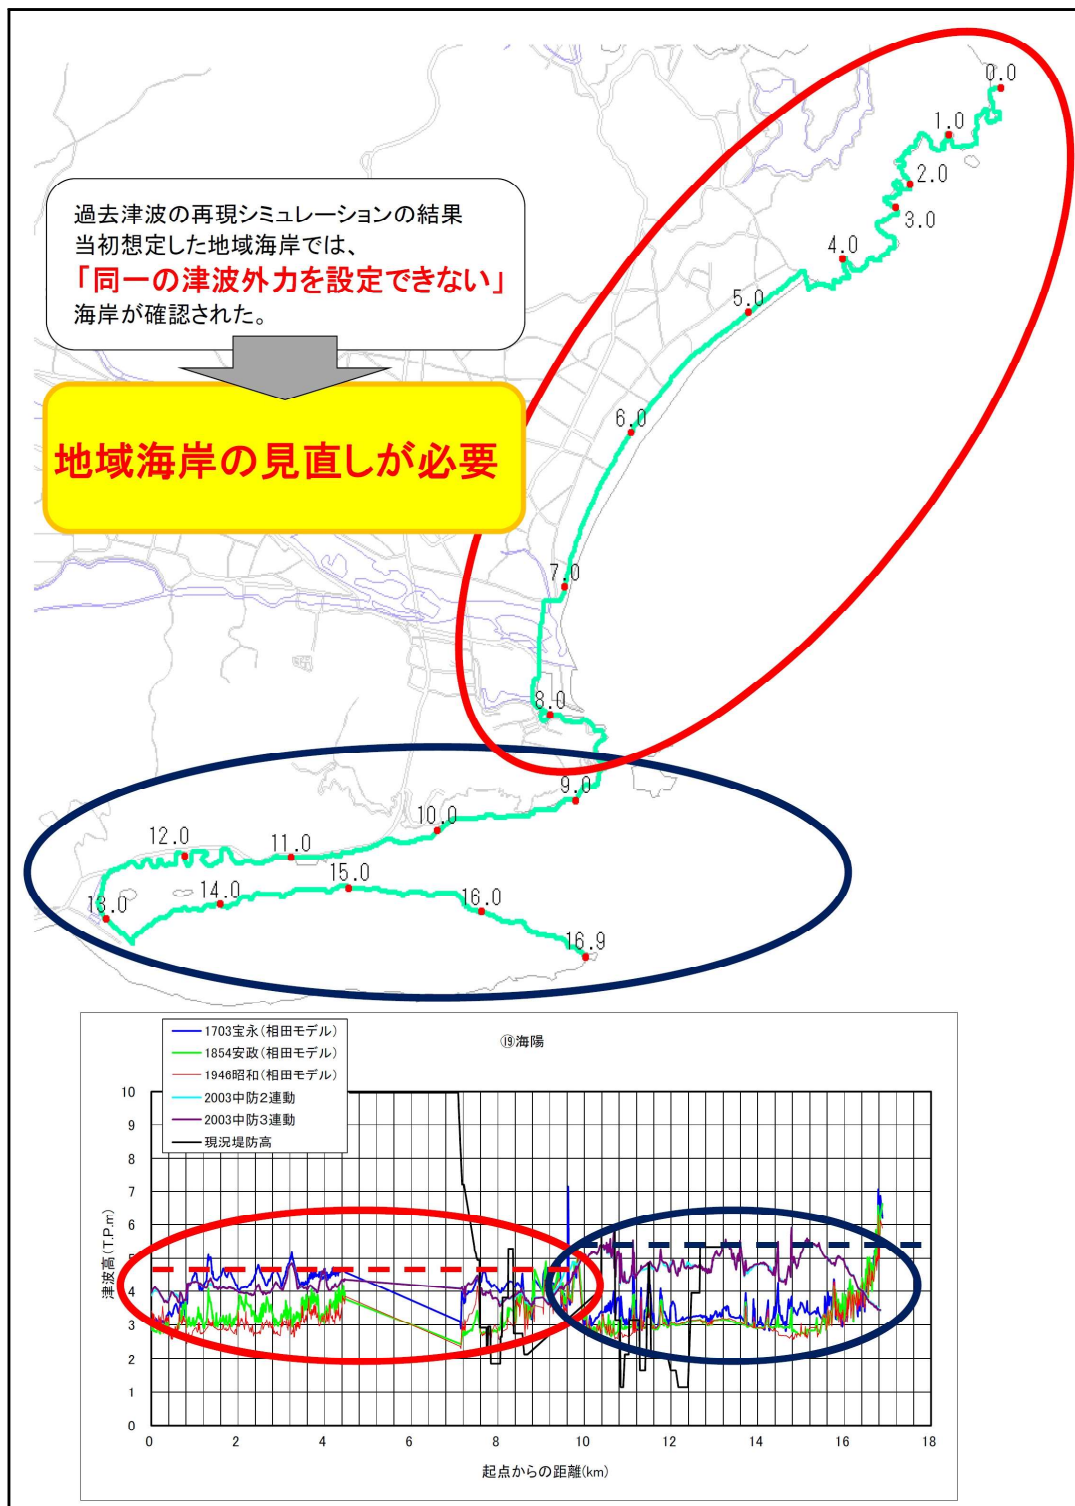 0.0
1.0
2.0
3.0
4.0
5.0
6.0
7.0
8.0
9.0
10.0
11.0
12.0
13.0
14.0
15.0
16.0
16.9
過去津波の再現シミュレーションの結果
当初想定した地域海岸では、
「同一の津波外力を設定できない」
海岸が確認された。
地域海岸の見直しが必要
⑲海陽
1703宝永(相田モデル)
1854安政(相田モデル)
1946昭和(相田モデル)
2003中防2連動
2003中防3連動
現況堤防高
津波高(T.P.m)
10
9
8
7
6
5
4
3
2
1
0
0 2 4 6 8 10 12 14 16 18
起点からの距離(km)